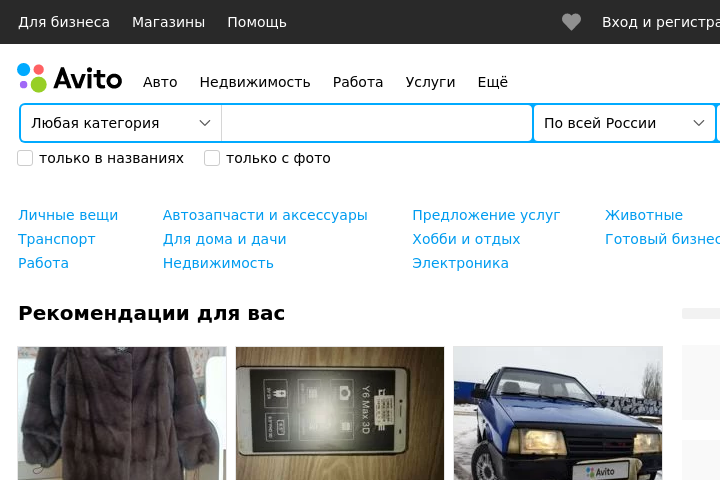 Для бизнеса Магазины Помощь Вход и регистра
Avito Авто Недвижимость Работа Услуги Ещё
Любая категория По всей России
только в названиях только с фото
Личные вещи Автозапчасти и аксессуары Предложение услуг Животные
Транспорт Для дома и дачи Хобби и отдых Готовый бизнес
Работа Недвижимость Электроника
Рекомендации для вас
Y6 Max 3D
Avito